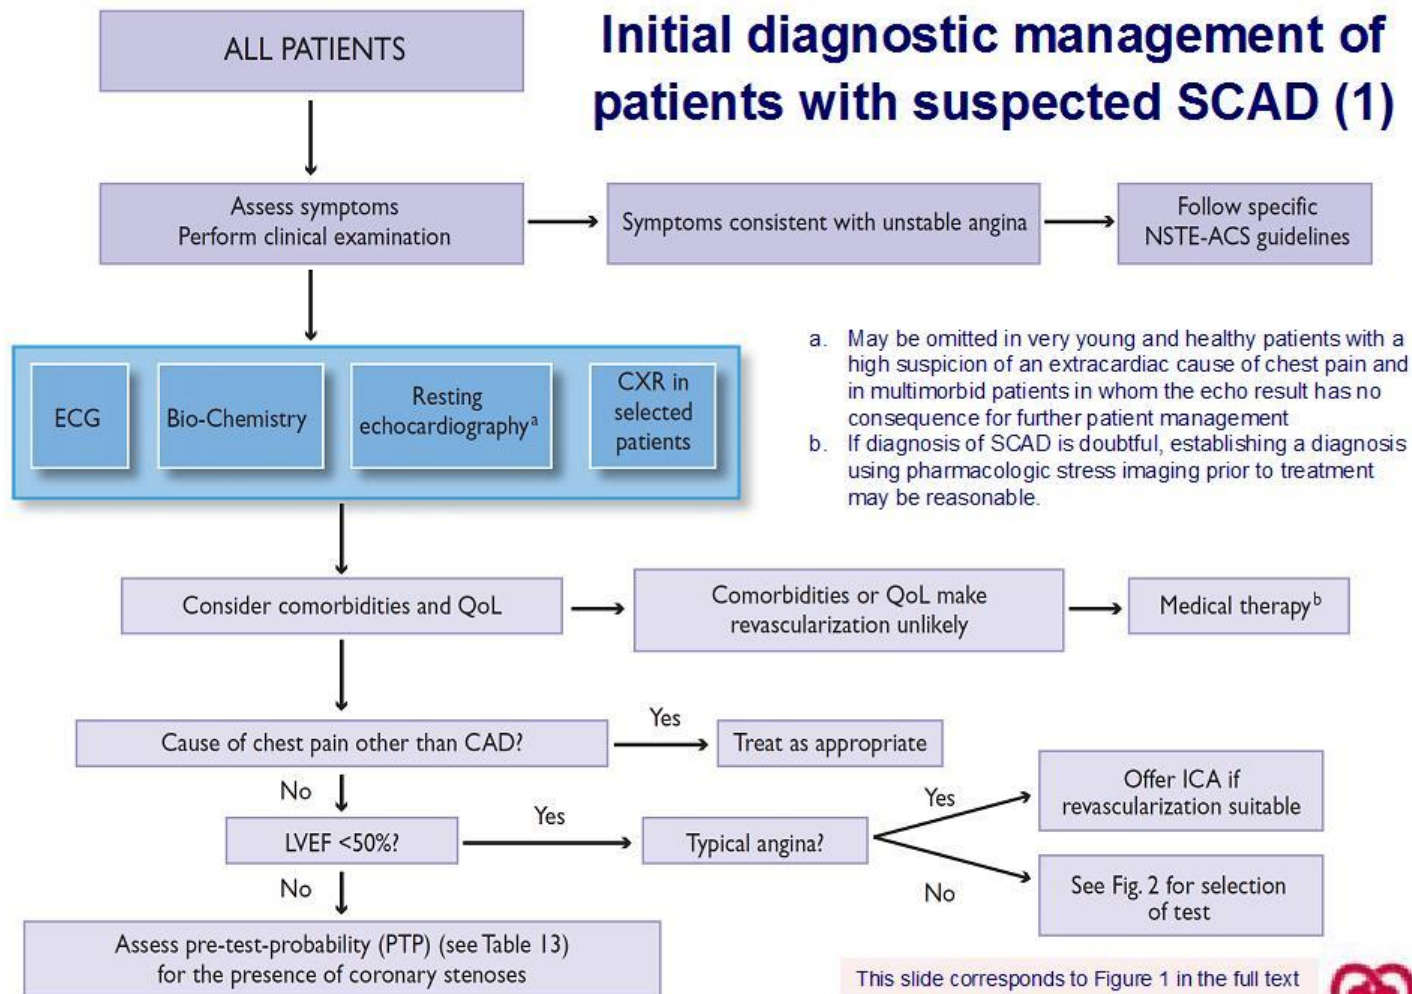 Initial diagnostic management of
patients with suspected SCAD (1)
ALL PATIENTS
Assess symptoms
Perform clinical examination
Symptoms consistent with unstable angina
Follow specific
NSTE-ACS guidelines
ECG
Bio-Chemistry
Resting
echocardiographyᵃ
CXR in
selected
patients
a. May be omitted in very young and healthy patients with a
high suspicion of an extracardiac cause of chest pain and
in multimorbid patients in whom the echo result has no
consequence for further patient management
b. If diagnosis of SCAD is doubtful, establishing a diagnosis
using pharmacologic stress imaging prior to treatment
may be reasonable.
Consider comorbidities and QoL
Comorbidities or QoL make
revascularization unlikely
Medical therapyᵇ
Cause of chest pain other than CAD?
Yes
Treat as appropriate
No
LVEF <50%?
Yes
Typical angina?
Yes
Offer ICA if
revascularization suitable
No
See Fig. 2 for selection
of test
No
Assess pre-test-probability (PTP) (see Table 13)
for the presence of coronary stenoses
This slide corresponds to Figure 1 in the full text